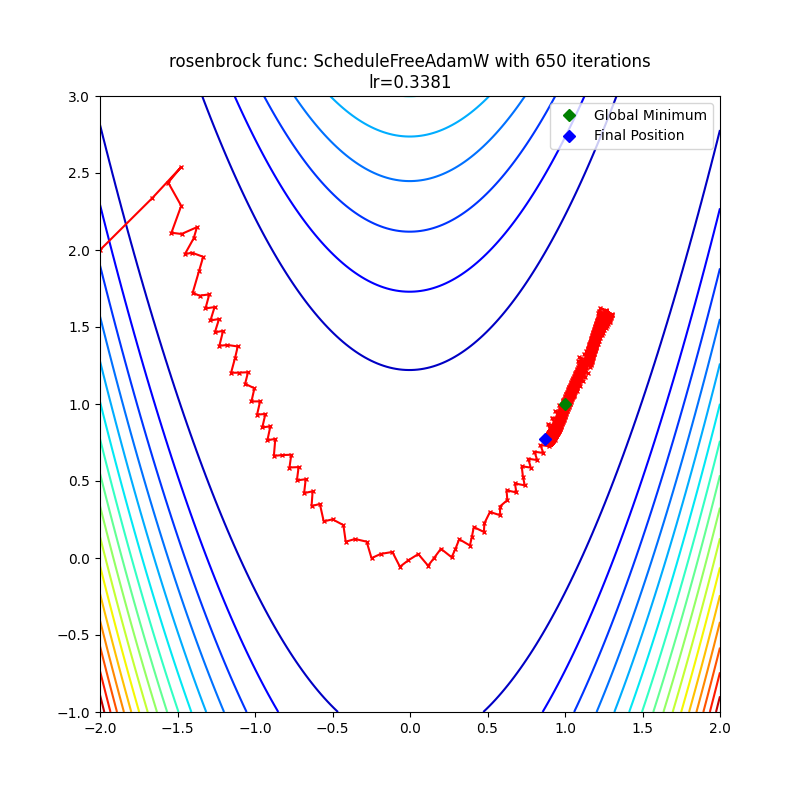 rosenbrock func: ScheduleFreeAdamW with 650 iterations
lr=0.3381
Global Minimum
Final Position
3.0
2.5
2.0
1.5
1.0
0.5
0.0
−0.5
−1.0
−2.0 −1.5 −1.0 −0.5 0.0 0.5 1.0 1.5 2.0